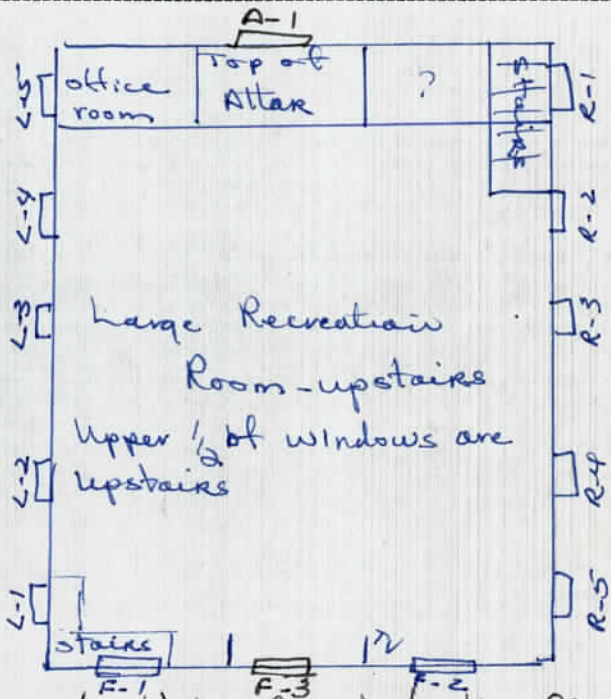 A-1
L-5
office
room
Top of
Altar
?
Stairs
R-1
L-4
R-2
L-3
Large Recreation
R-3
Room-upstairs
Upper 1/2 of windows are
L-2
upstairs
R-4
L-1
R-5
stairs
F-1
F-3
F-2